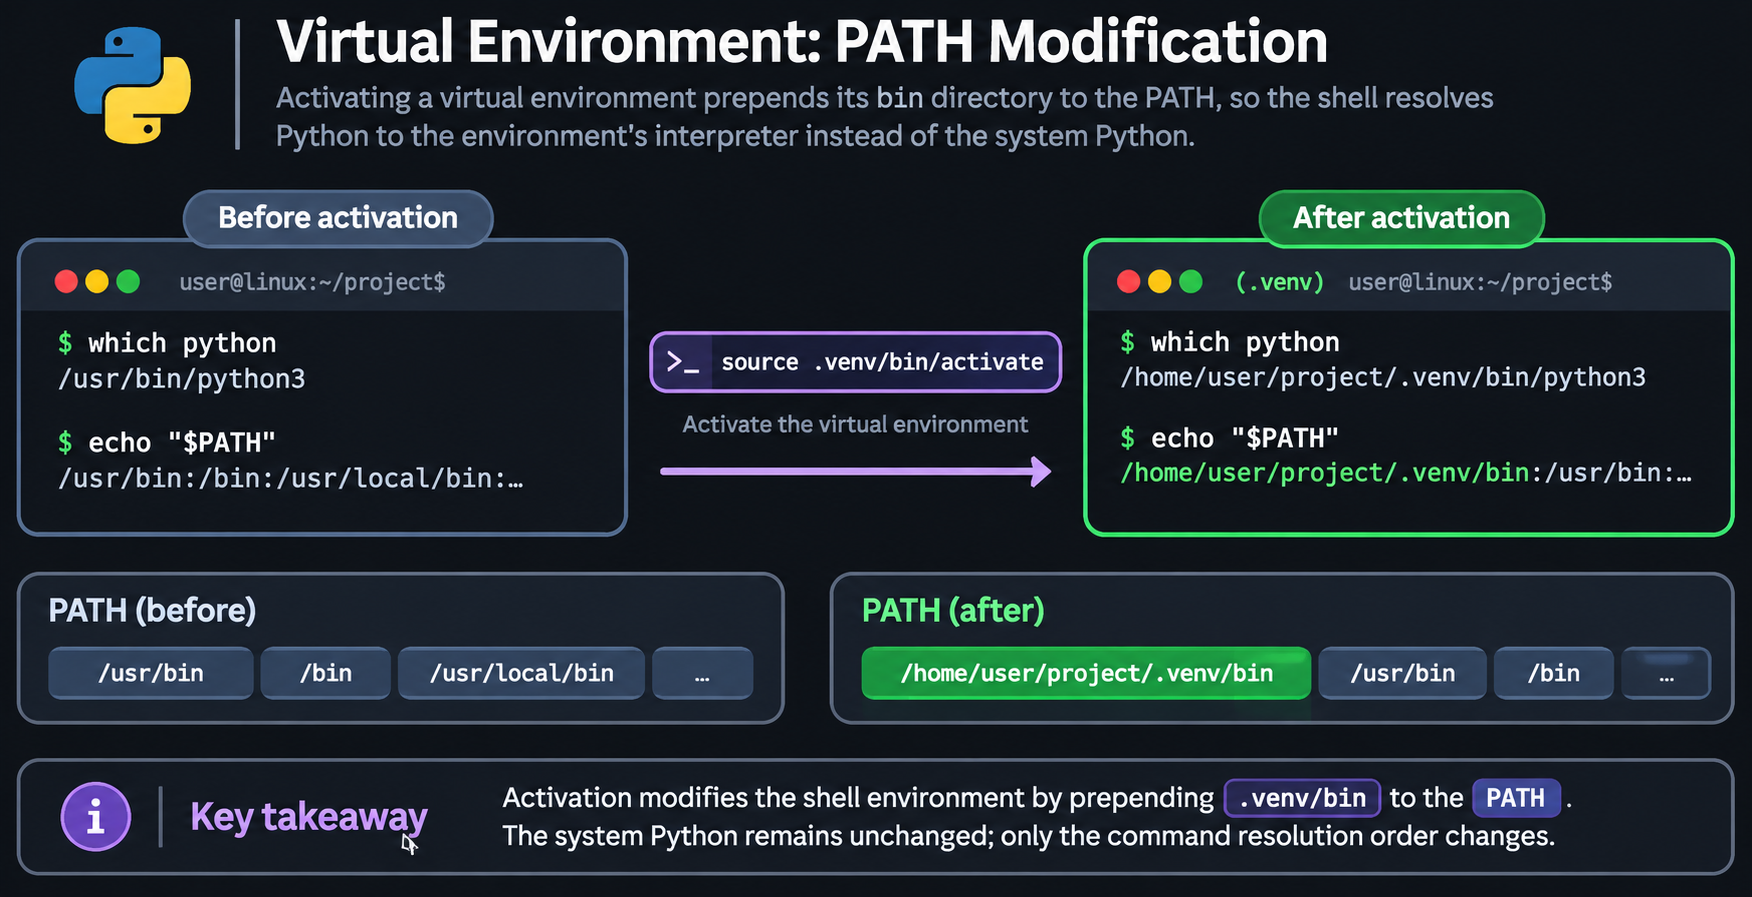 Virtual Environment: PATH Modification
Activating a virtual environment prepends its bin directory to the PATH, so the shell resolves
Python to the environment's interpreter instead of the system Python.
Before activation
user@linux:~/project$
$ which python
/usr/bin/python3
$ echo "$PATH"
/usr/bin:/bin:/usr/local/bin:…
>_ source .venv/bin/activate
Activate the virtual environment
After activation
(.venv) user@linux:~/project$
$ which python
/home/user/project/.venv/bin/python3
$ echo "$PATH"
/home/user/project/.venv/bin:/usr/bin:…
PATH (before)
/usr/bin /bin /usr/local/bin …
PATH (after)
/home/user/project/.venv/bin /usr/bin /bin …
i
Key takeaway
Activation modifies the shell environment by prepending .venv/bin to the PATH .
The system Python remains unchanged; only the command resolution order changes.